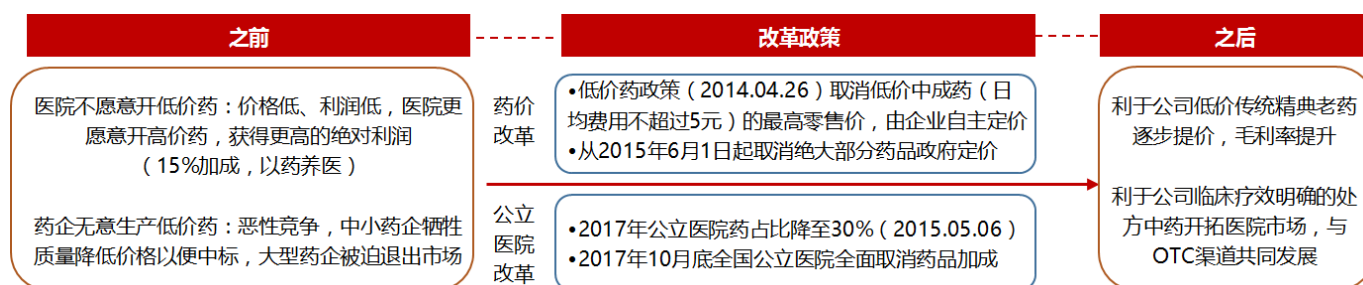 之前
改革政策
之后
医院不愿意开低价药：价格低、利润低，医院更
愿意开高价药，获得更高的绝对利润
（15%加成，以药养医）
药企无意生产低价药：恶性竞争，中小药企牺牲
质量降低价格以便中标，大型药企被迫退出市场
药价
改革
•低价药政策（2014.04.26）取消低价中成药（日
均费用不超过5元）的最高零售价，由企业自主定价
•从2015年6月1日起取消绝大部分药品政府定价
公立
医院
改革
•2017年公立医院药占比降至30%（2015.05.06）
•2017年10月底全国公立医院全面取消药品加成
利于公司低价传统精典老药
逐步提价，毛利率提升
利于公司临床疗效明确的处
方中药开拓医院市场，与
OTC渠道共同发展